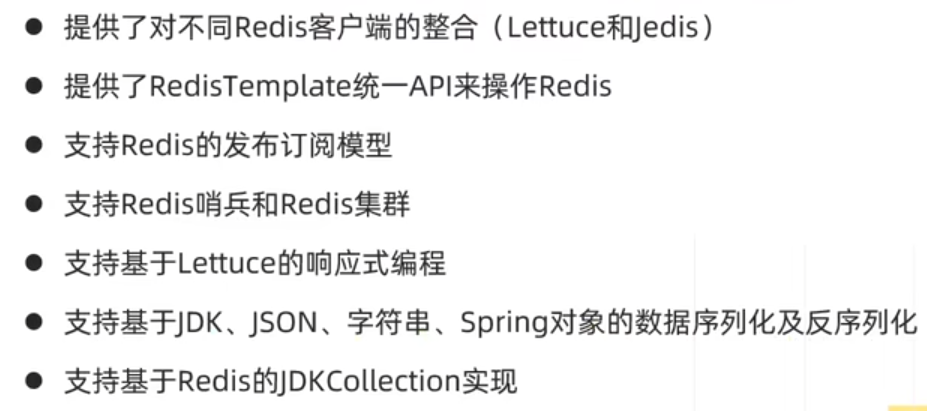 ● 提供了对不同Redis客户端的整合（Lettuce和Jedis）
● 提供了RedisTemplate统一API来操作Redis
● 支持Redis的发布订阅模型
● 支持Redis哨兵和Redis集群
● 支持基于Lettuce的响应式编程
● 支持基于JDK、JSON、字符串、Spring对象的数据序列化及反序列化
● 支持基于Redis的JDKCollection实现